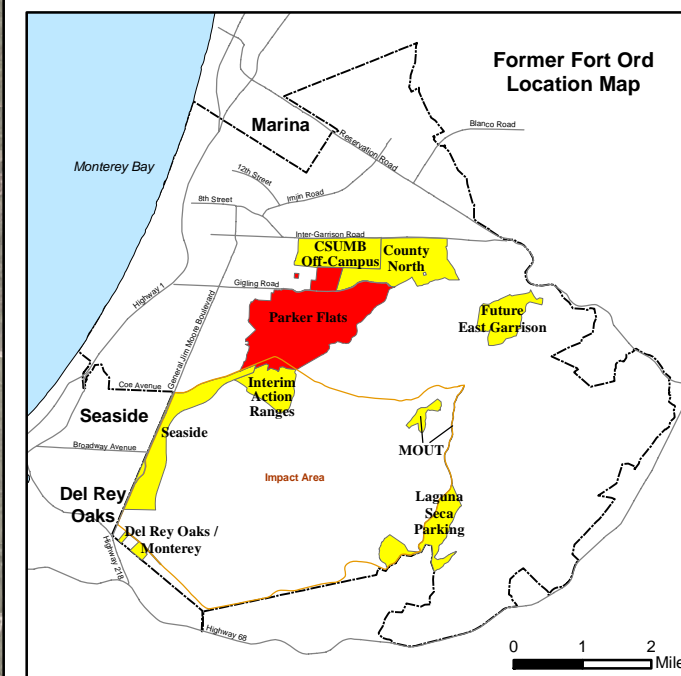 Former Fort Ord
Location Map
Marina
Blanco Road
Reservation Road
Monterey Bay
12th Street
Imjin Road
8th Street
Inter-Garrison Road
CSUMB
Off-Campus
County
North
Gigling Road
Highway 1
General Jim Moore Boulevard
Parker Flats
Future
East Garrison
Coe Avenue
Interim
Action
Ranges
Seaside
Seaside
Broadway Avenue
MOUT
Impact Area
Del Rey
Oaks
Laguna
Seca
Parking
Del Rey Oaks /
Monterey
Highway 218
Highway 68
0 1 2
Mile